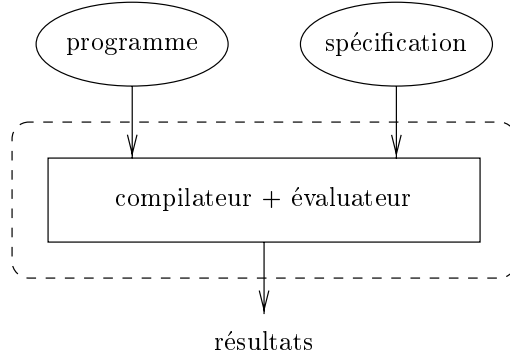 programme
spécification
compilateur + évaluateur
résultats